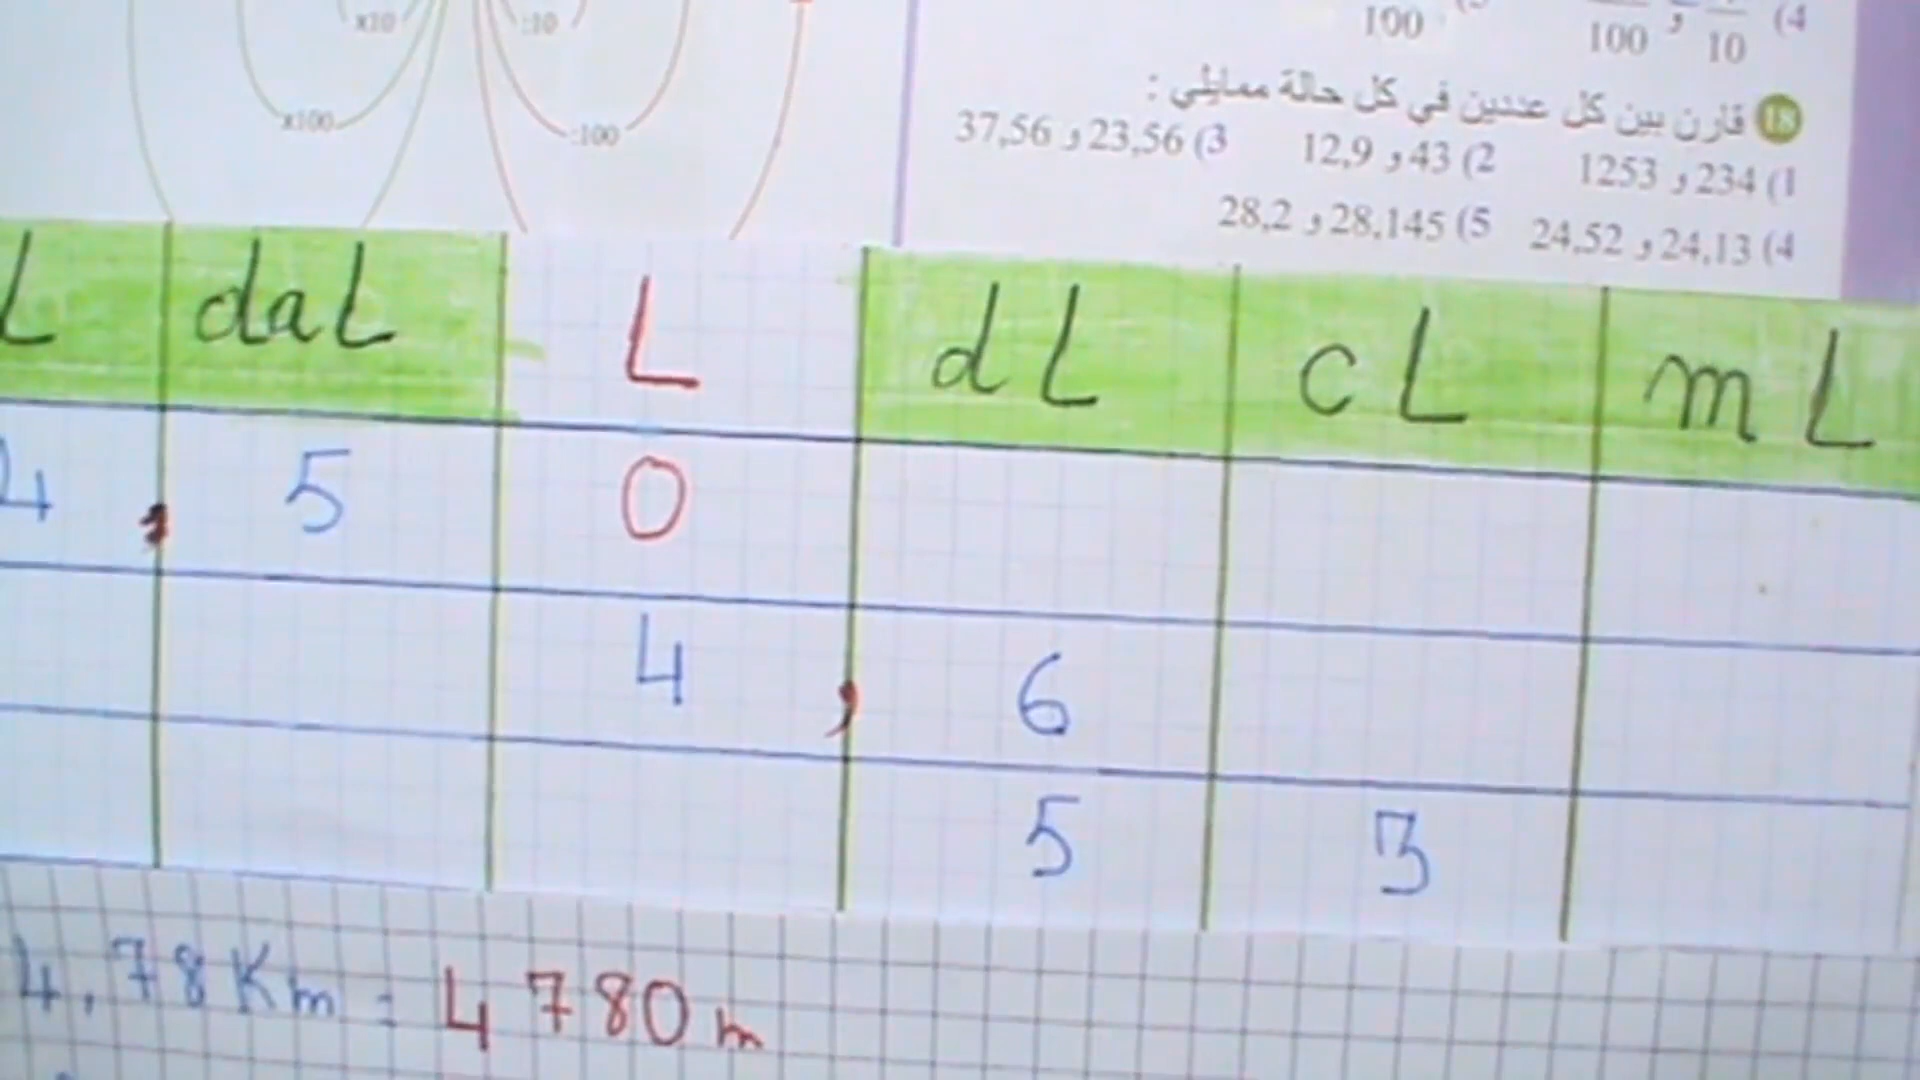 x10 :10
x100 :100
100
4) 10 و 100
18 قارن بين كل عددين في كل حالة ممايلي :
1) 234 و 1253 2) 43 و 12,9 3) 23,56 و 37,56
4) 24,13 و 24,52 5) 28,145 و 28,2
L daL L dL cL mL
4 , 5 0
4 , 6
5 3
4,78 Km = 4 780 m